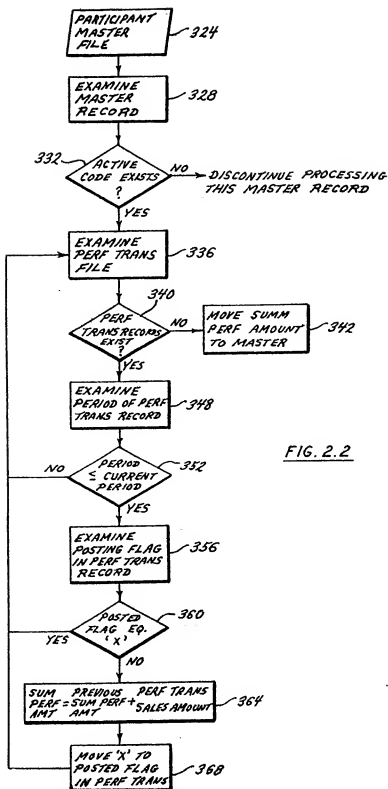 PARTICIPANT
MASTER
FILE
324
EXAMINE
MASTER
RECORD
328
332
ACTIVE
CODE EXISTS
?
NO
DISCONTINUE PROCESSING
THIS MASTER RECORD
YES
EXAMINE
PERF TRANS
FILE
336
340
PERF
TRANS RECORDS
EXIST
?
NO
MOVE SUMM
PERF AMOUNT
TO MASTER
342
YES
EXAMINE
PERIOD OF PERF
TRANS RECORD
348
FIG. 2.2
352
NO
PERIOD
≤ CURRENT
PERIOD
YES
EXAMINE
POSTING FLAG
IN PERF TRANS
RECORD
356
360
POSTED
FLAG EQ.
'X'
YES
NO
SUM PREVIOUS PERF TRANS
PERF = SUM PERF + SALES AMOUNT
AMT AMT
364
MOVE 'X' TO
POSTED FLAG
IN PERF TRANS
368